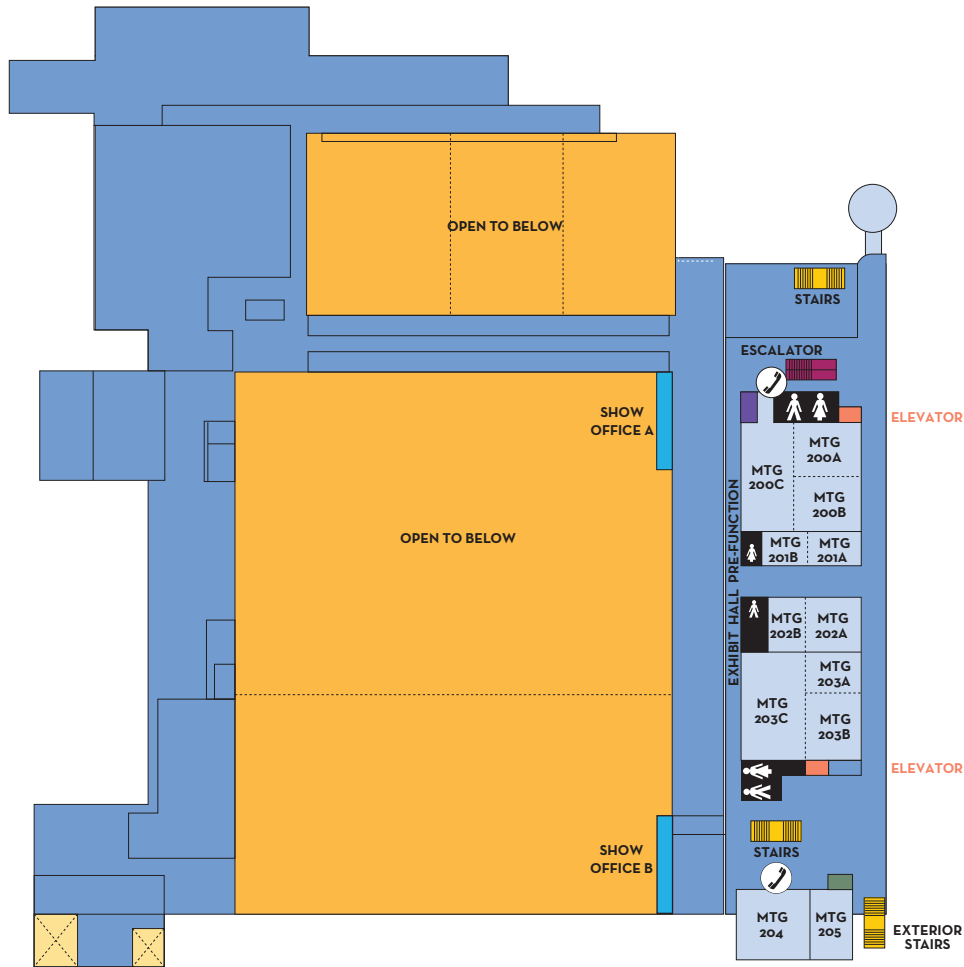 OPEN TO BELOW
STAIRS
ESCALATOR
SHOW
OFFICE A
ELEVATOR
MTG
200A
MTG
200C
MTG
200B
EXHIBIT HALL PRE-FUNCTION
OPEN TO BELOW
MTG
201B
MTG
201A
MTG
202B
MTG
202A
MTG
203A
MTG
203C
MTG
203B
ELEVATOR
SHOW
OFFICE B
STAIRS
MTG
204
MTG
205
EXTERIOR
STAIRS